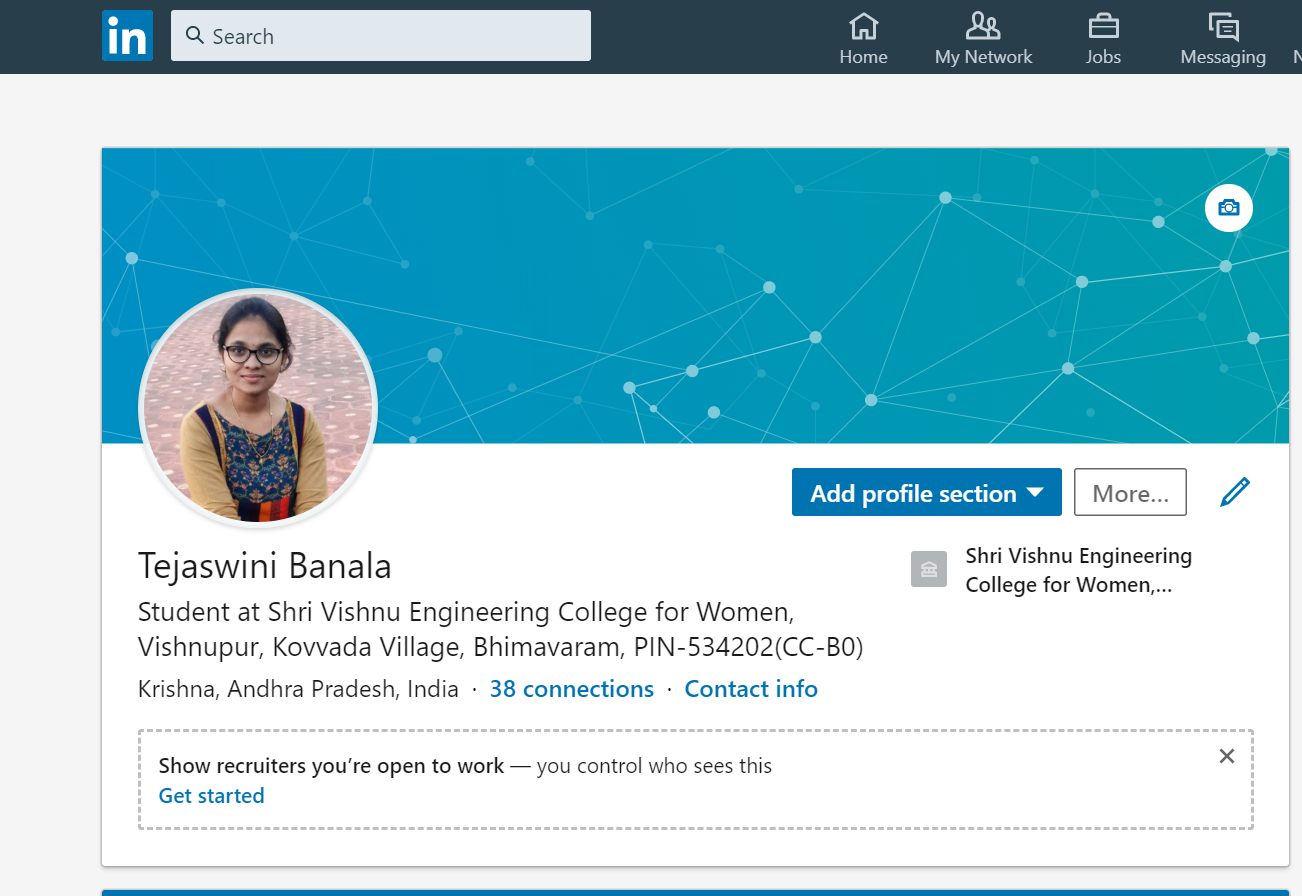 in
Search
Home
My Network
Jobs
Messaging
Add profile section
More...
Tejaswini Banala
Shri Vishnu Engineering
College for Women,...
Student at Shri Vishnu Engineering College for Women,
Vishnupur, Kovvada Village, Bhimavaram, PIN-534202(CC-B0)
Krishna, Andhra Pradesh, India · 38 connections · Contact info
Show recruiters you’re open to work — you control who sees this
Get started